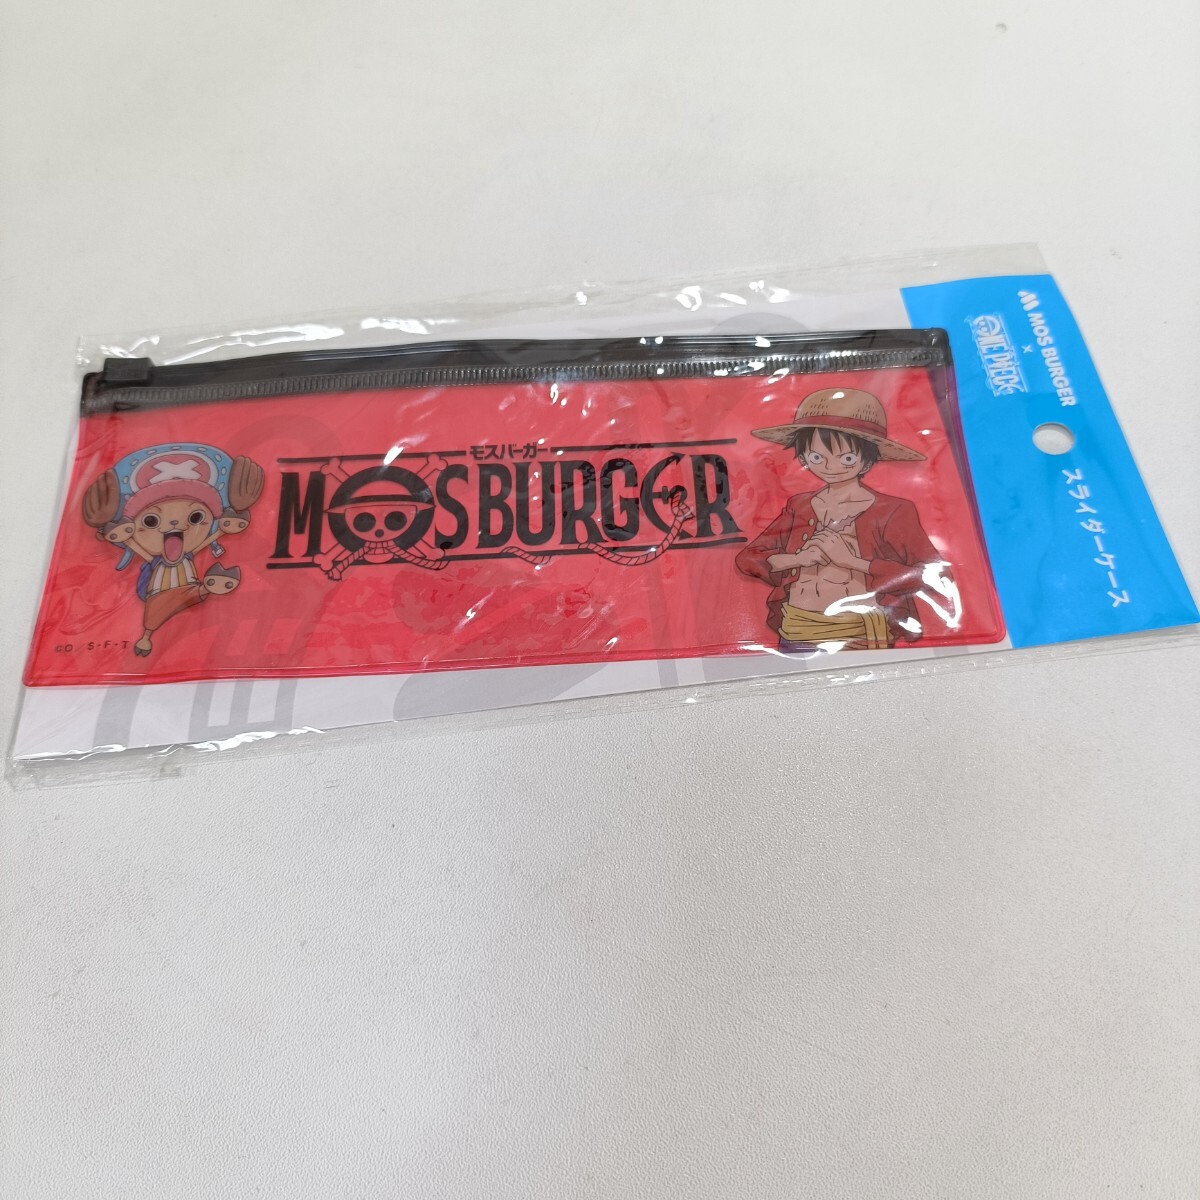 モスバーガー
MOSBURGER
©O／S・F・T
MOS BURGER
×
ONE PIECE
スライダーケース